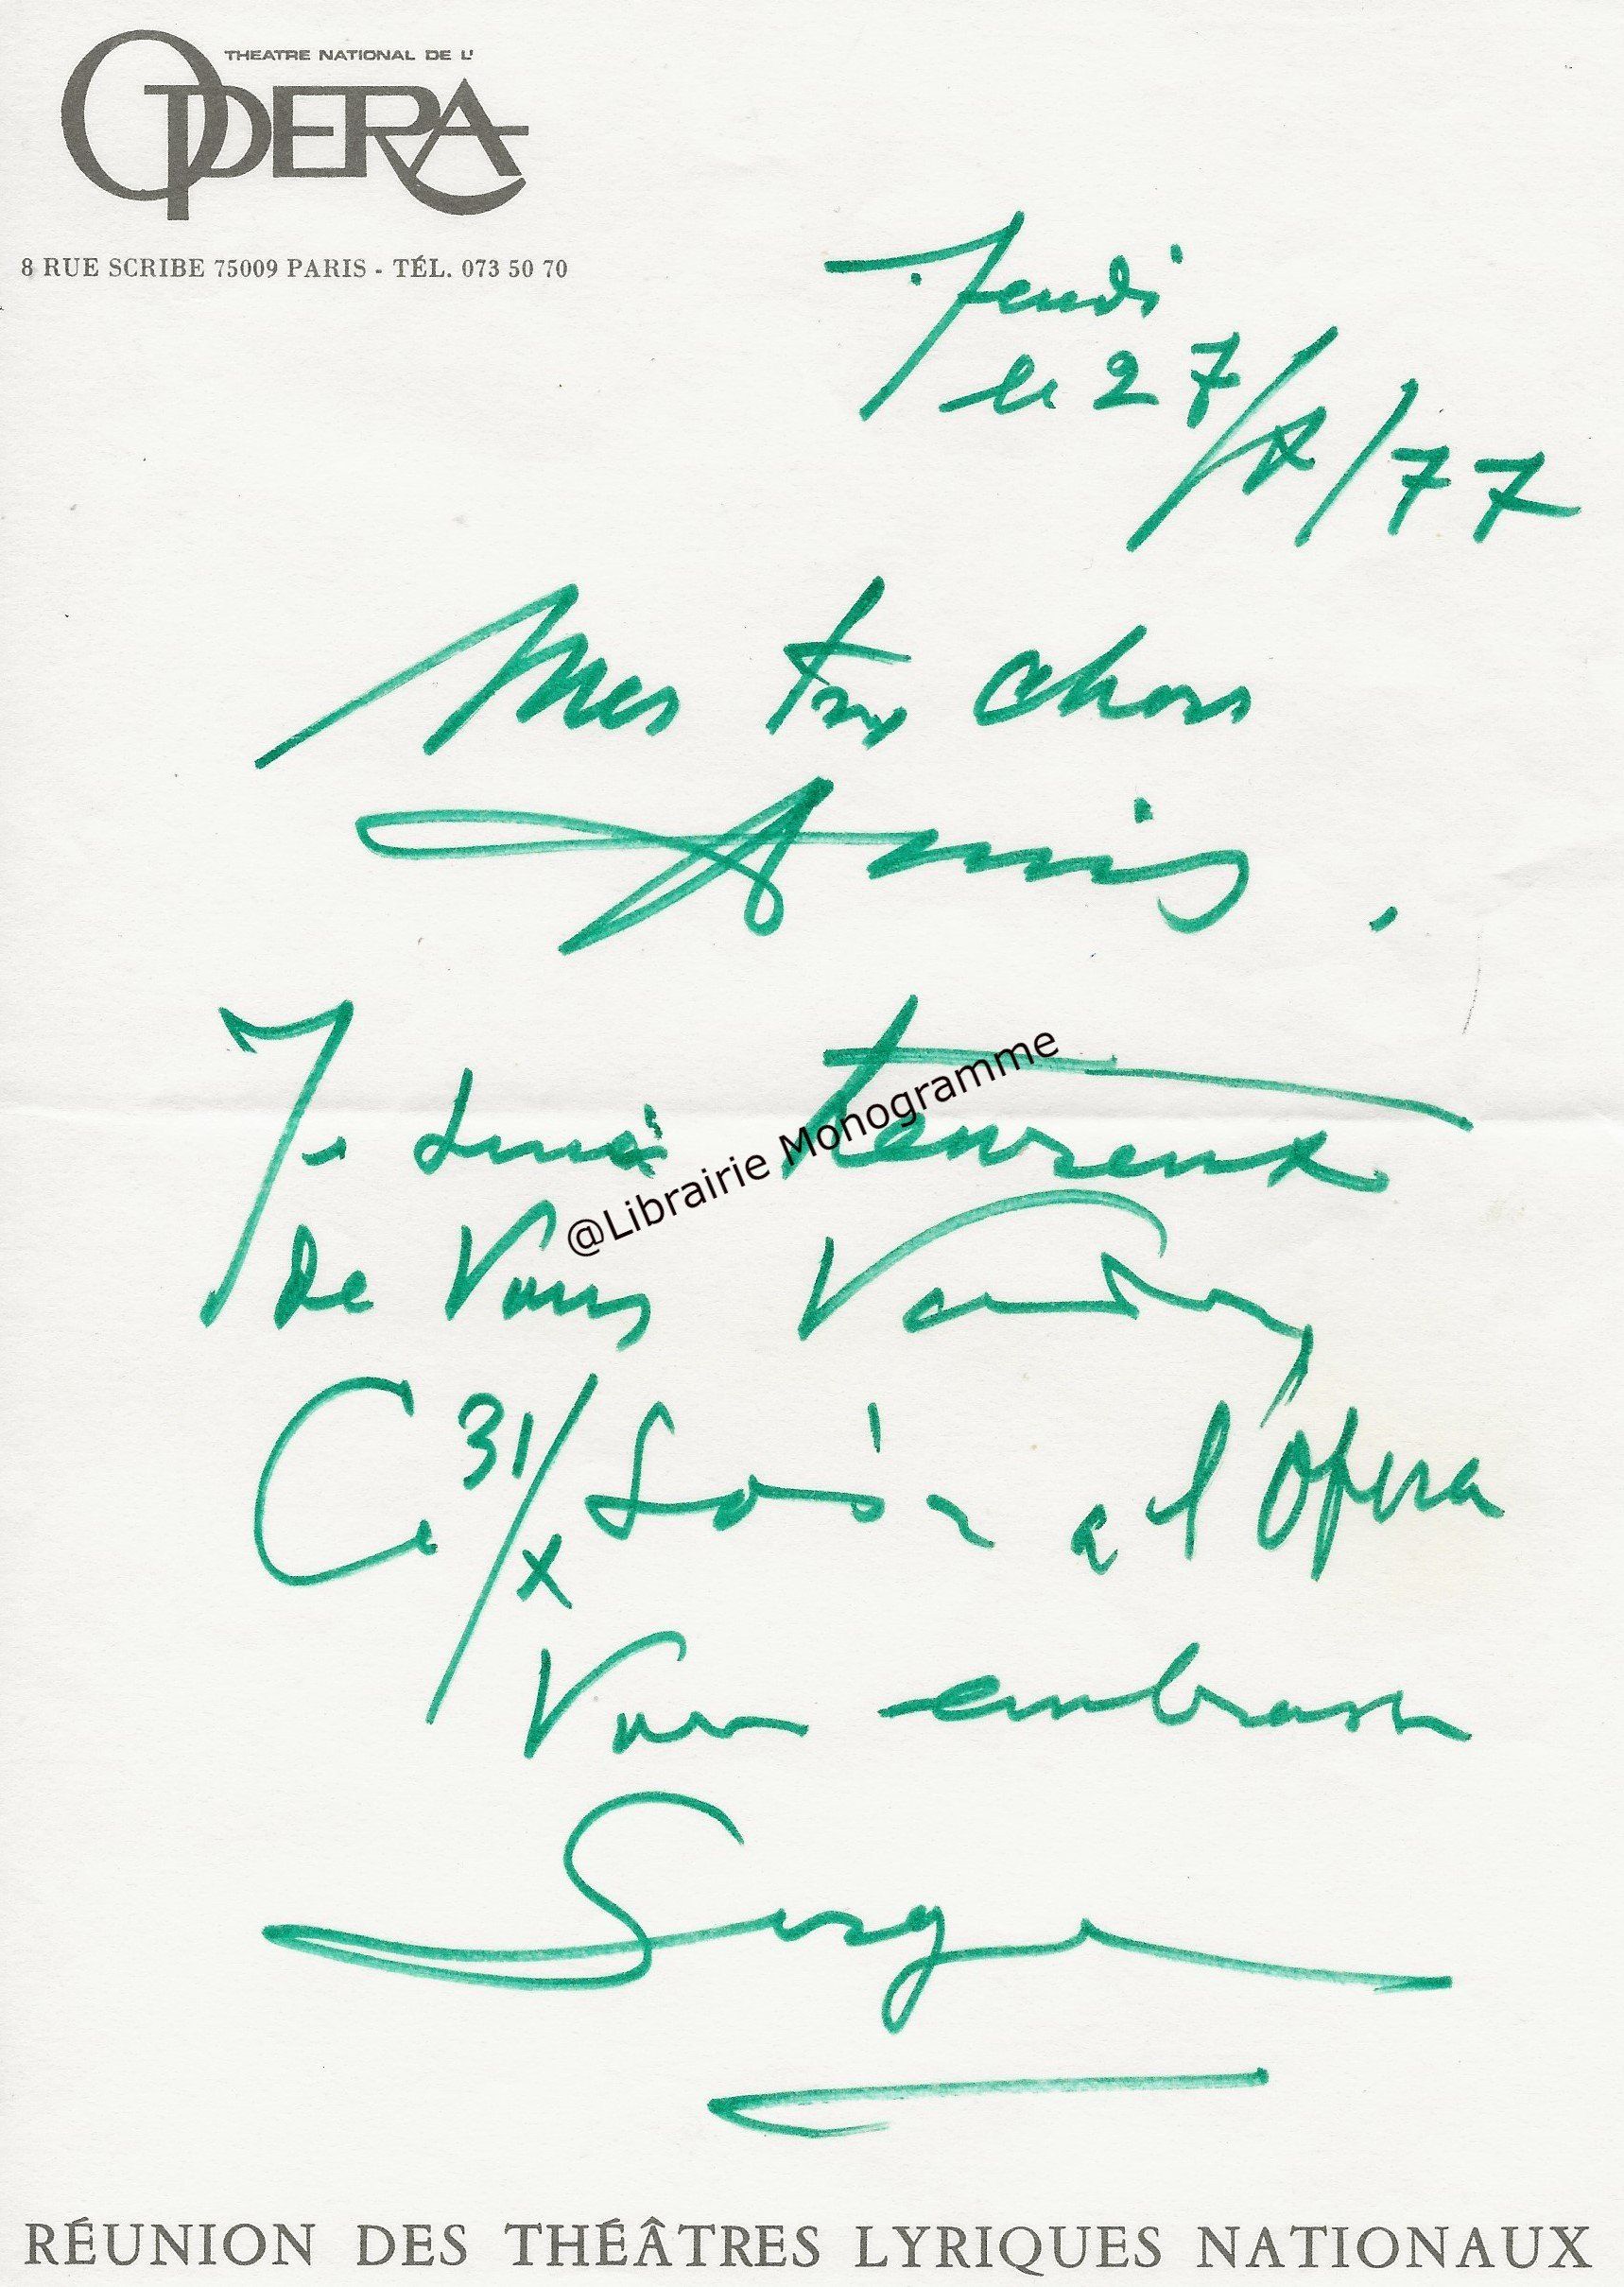 THEATRE NATIONAL DE L'
OPERA
8 RUE SCRIBE 75009 PARIS - TÉL. 073 50 70
Jeudi
le 27/X/77
Mes très chers
Amis.
Je serai heureux
de Vous
Ce 31/X Soir a l'Opera
Vous embrasse
Serge
@Librairie Monogramme
RÉUNION DES THÉÂTRES LYRIQUES NATIONAUX